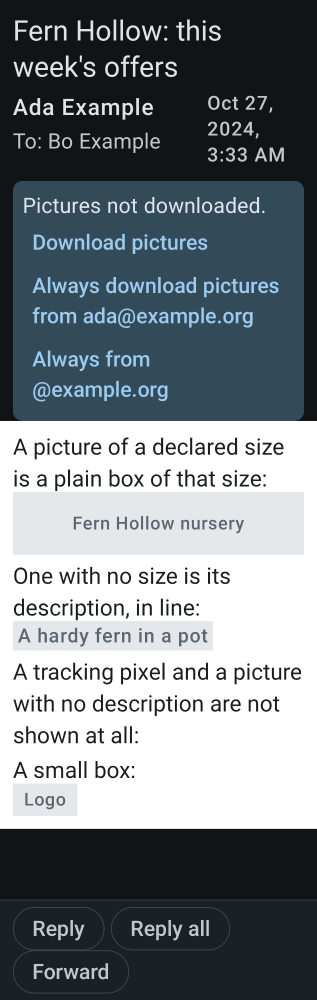 Fern Hollow: this
week's offers
Ada Example
Oct 27,
2024,
3:33 AM
To: Bo Example
Pictures not downloaded.
Download pictures
Always download pictures
from ada@example.org
Always from
@example.org
A picture of a declared size
is a plain box of that size:
Fern Hollow nursery
One with no size is its
description, in line:
A hardy fern in a pot
A tracking pixel and a picture
with no description are not
shown at all:
A small box:
Logo
Reply
Reply all
Forward